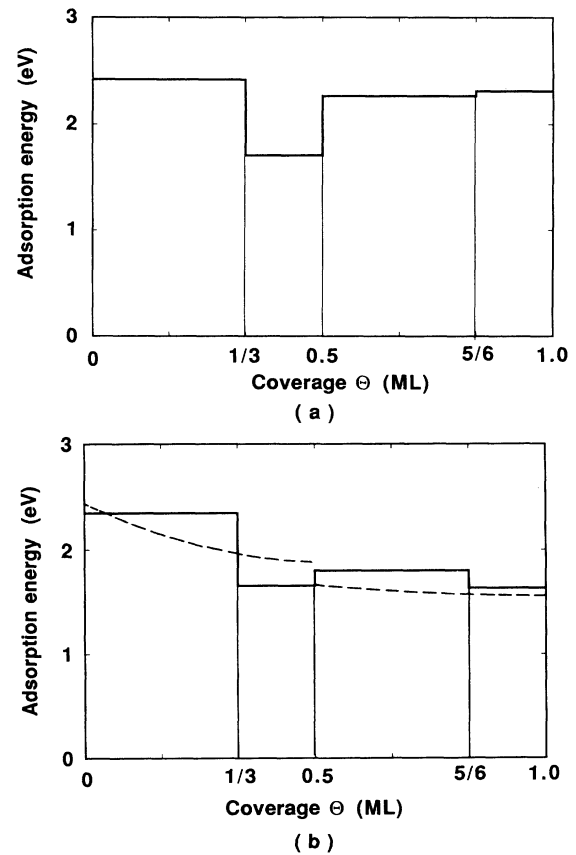 3
2
1
0
Adsorption energy (eV)
0 1/3 0.5 5/6 1.0
Coverage Θ (ML)
( a )
3
2
1
0
Adsorption energy (eV)
0 1/3 0.5 5/6 1.0
Coverage Θ (ML)
( b )